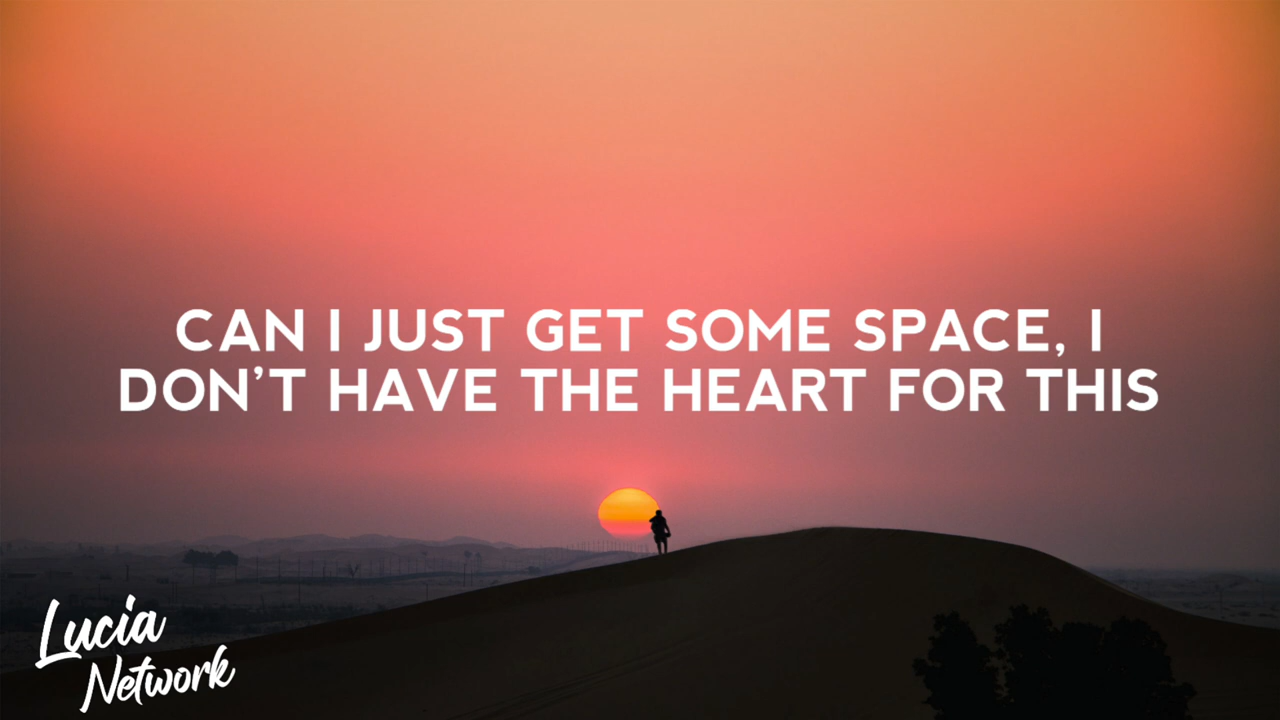 CAN I JUST GET SOME SPACE, I
DON’T HAVE THE HEART FOR THIS
Lucia
Network